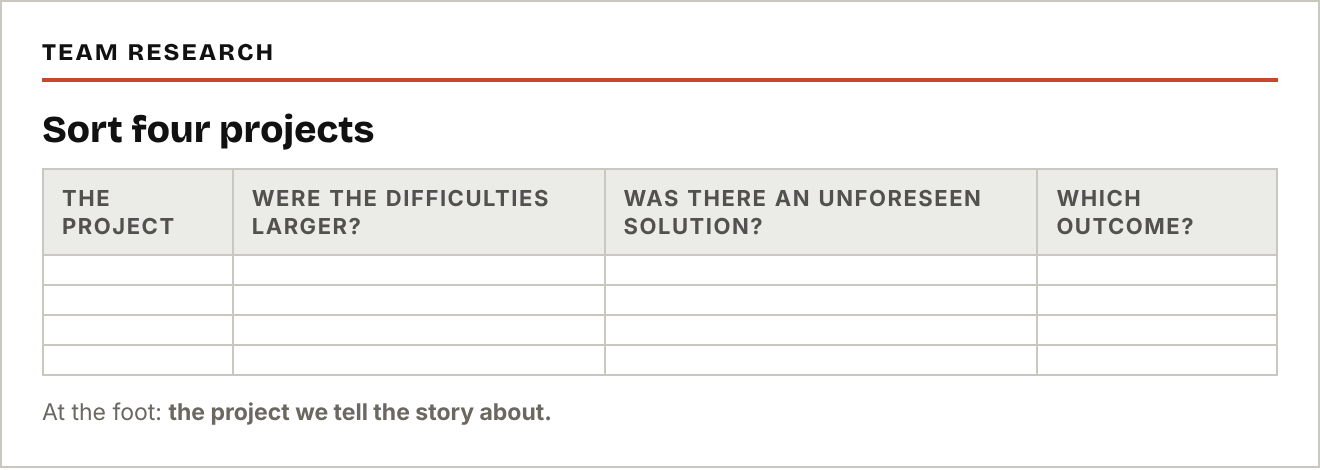 TEAM RESEARCH
Sort four projects
THE PROJECT
WERE THE DIFFICULTIES LARGER?
WAS THERE AN UNFORESEEN SOLUTION?
WHICH OUTCOME?
At the foot: the project we tell the story about.